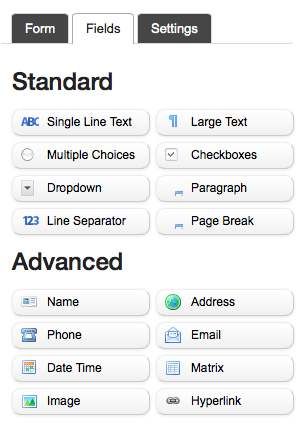 Form Fields Settings
Standard
ABC Single Line Text ¶ Large Text
Multiple Choices Checkboxes
Dropdown Paragraph
123 Line Separator Page Break
Advanced
Name Address
Phone Email
Date Time Matrix
Image Hyperlink